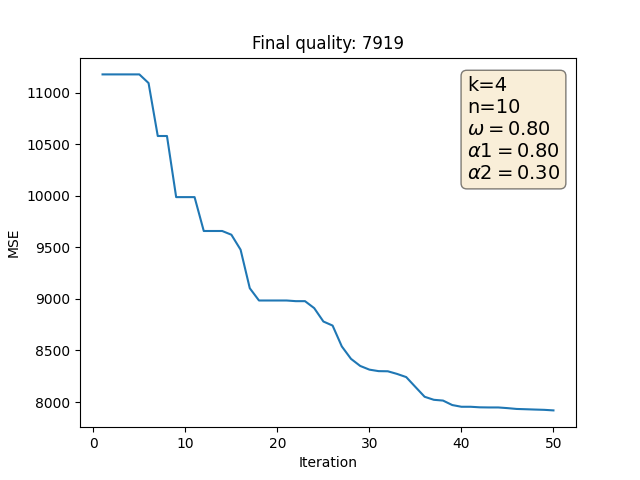 Final quality: 7919
k=4
n=10
ω = 0.80
α1 = 0.80
α2 = 0.30
MSE
11000
10500
10000
9500
9000
8500
8000
0 10 20 30 40 50
Iteration